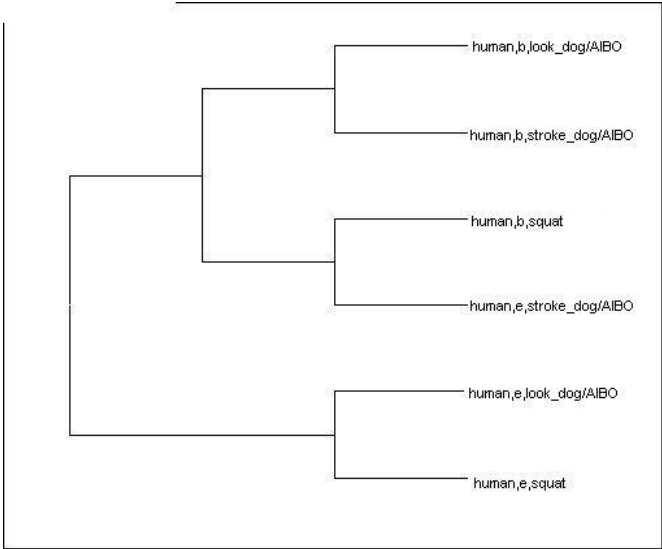 human,b,look_dog/AIBO
human,b,stroke_dog/AIBO
human,b,squat
human,e,stroke_dog/AIBO
human,e,look_dog/AIBO
human,e,squat